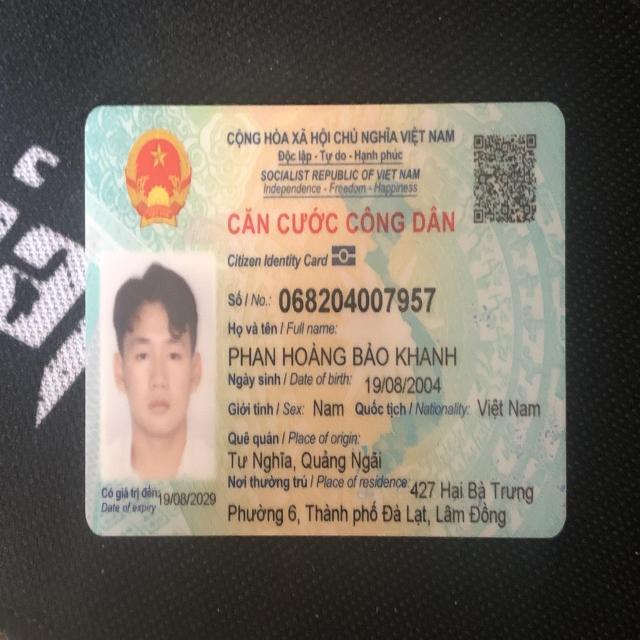 CỘNG HÒA XÃ HỘI CHỦ NGHĨA VIỆT NAM
Độc lập - Tự do - Hạnh phúc
SOCIALIST REPUBLIC OF VIET NAM
Independence - Freedom - Happiness
CĂN CƯỚC CÔNG DÂN
Citizen Identity Card
Số / No.: 068204007957
Họ và tên / Full name:
PHAN HOÀNG BẢO KHANH
Ngày sinh / Date of birth: 19/08/2004
Giới tính / Sex: Nam Quốc tịch / Nationality: Việt Nam
Quê quán / Place of origin:
Tư Nghĩa, Quảng Ngãi
Nơi thường trú / Place of residence: 427 Hai Bà Trưng
Phường 6, Thành phố Đà Lạt, Lâm Đồng
Có giá trị đến: 19/08/2029
Date of expiry